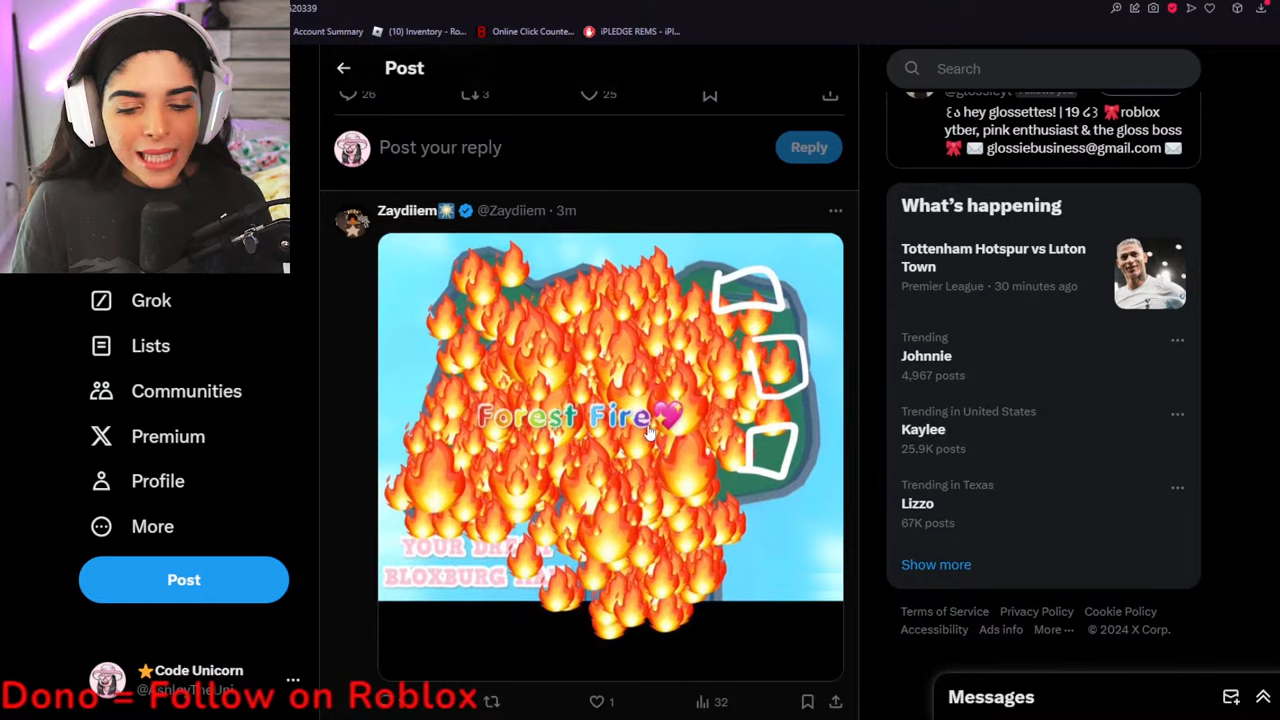 520339
Account Summary
(10) Inventory - Ro...
Online Click Counte...
iPLEDGE REMS – iPl...
Post
Search
26
3
25
Post your reply
Reply
꒰ა hey glossettes! | 19 ໒꒱ 🎀roblox
ytber, pink enthusiast & the gloss boss
🎀 ✉️ glossiebusiness@gmail.com ✉️
Zaydiiem @Zaydiiem · 3m
Forest Fire💖
YOUR
BLOXBURG
What's happening
Tottenham Hotspur vs Luton
Town
Premier League · 30 minutes ago
Trending
Johnnie
4,967 posts
Trending in United States
Kaylee
25.9K posts
Trending in Texas
Lizzo
67K posts
Show more
Terms of Service Privacy Policy Cookie Policy
Accessibility Ads info More ··· © 2024 X Corp.
Grok
Lists
Communities
Premium
Profile
More
Post
⭐Code Unicorn
1
32
Messages
Dono = Follow on Roblox